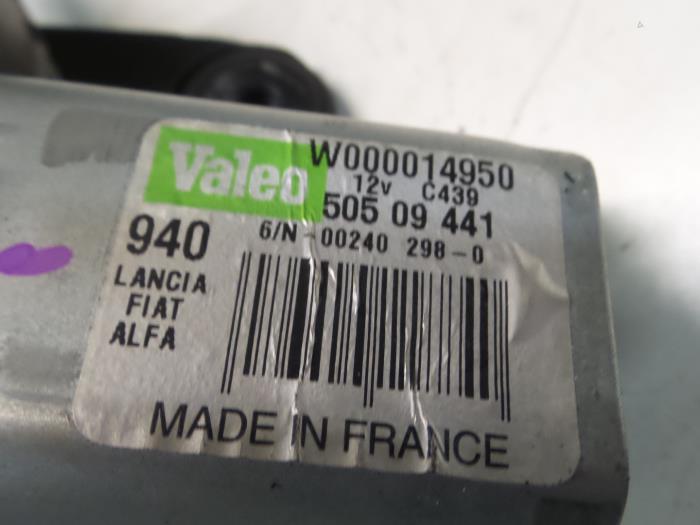 Valeo W000014950
12v C439
505 09 441
940 6/N-00240 298-0
LANCIA
FIAT
ALFA
MADE IN FRANCE